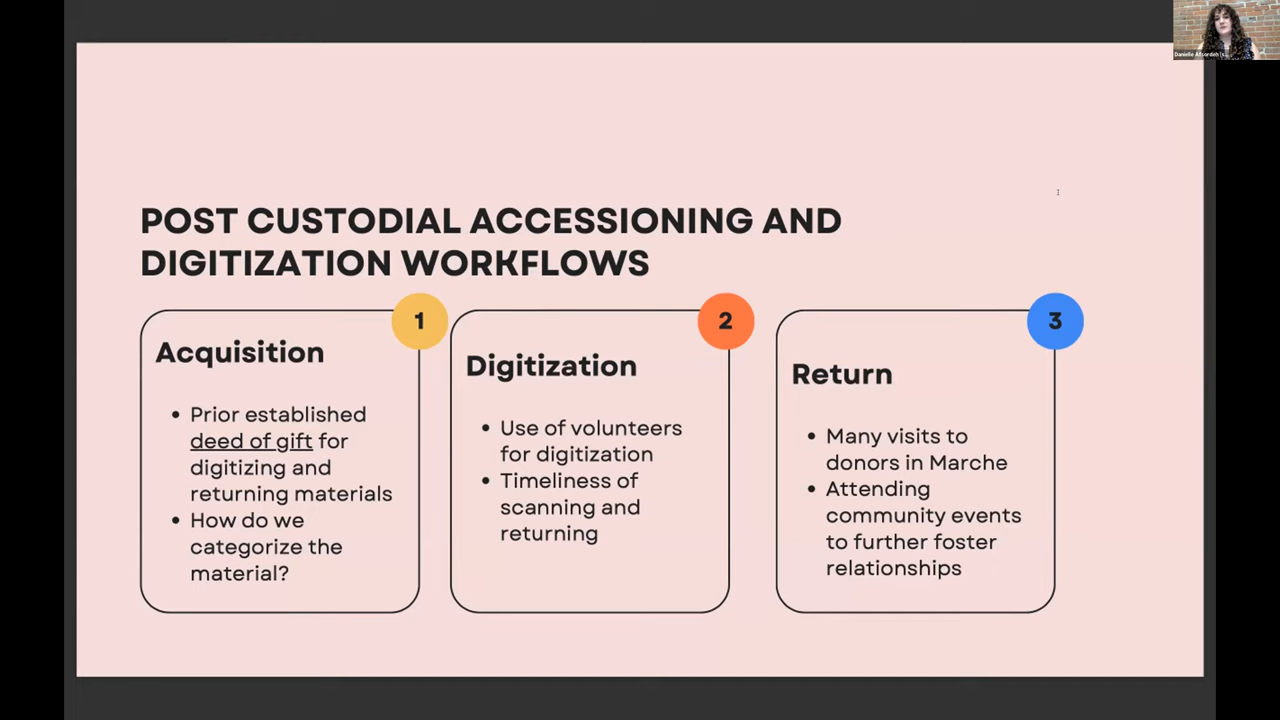 POST CUSTODIAL ACCESSIONING AND
DIGITIZATION WORKFLOWS
1
Acquisition
• Prior established
deed of gift for
digitizing and
returning materials
• How do we
categorize the
material?
2
Digitization
• Use of volunteers
for digitization
• Timeliness of
scanning and
returning
3
Return
• Many visits to
donors in Marche
• Attending
community events
to further foster
relationships
Danielle Afsordeh